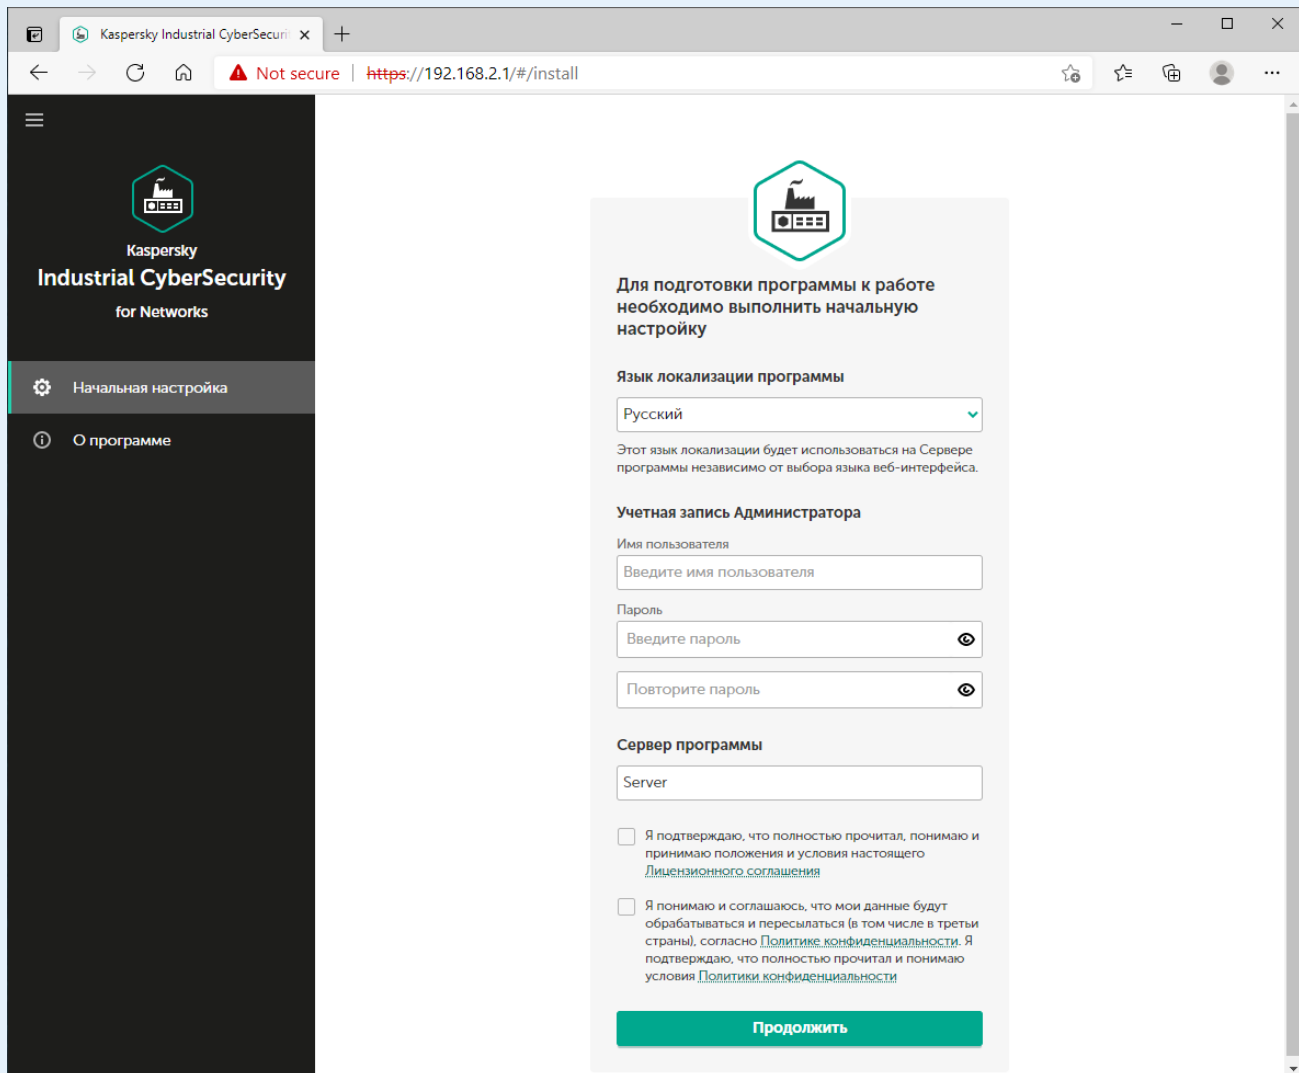 Kaspersky Industrial CyberSecuri
Not secure https://192.168.2.1/#/install
Kaspersky
Industrial CyberSecurity
for Networks
Начальная настройка
О программе
Для подготовки программы к работе
необходимо выполнить начальную
настройку
Язык локализации программы
Русский
Этот язык локализации будет использоваться на Сервере
программы независимо от выбора языка веб-интерфейса.
Учетная запись Администратора
Имя пользователя
Введите имя пользователя
Пароль
Введите пароль
Повторите пароль
Сервер программы
Server
Я подтверждаю, что полностью прочитал, понимаю и
принимаю положения и условия настоящего
Лицензионного соглашения
Я понимаю и соглашаюсь, что мои данные будут
обрабатываться и пересылаться (в том числе в третьи
страны), согласно Политике конфиденциальности. Я
подтверждаю, что полностью прочитал и понимаю
условия Политики конфиденциальности
Продолжить